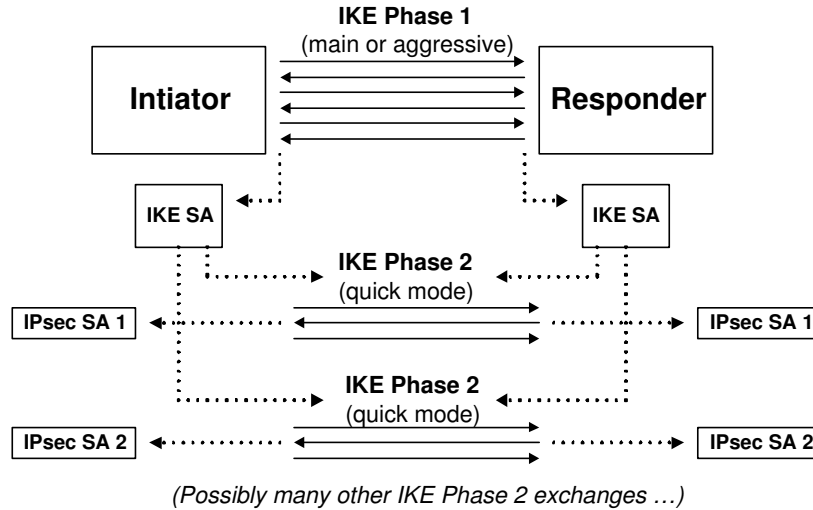 IKE Phase 1
(main or aggressive)
Intiator
Responder
IKE SA
IKE SA
IKE Phase 2
(quick mode)
IPsec SA 1
IPsec SA 1
IKE Phase 2
(quick mode)
IPsec SA 2
IPsec SA 2
(Possibly many other IKE Phase 2 exchanges …)